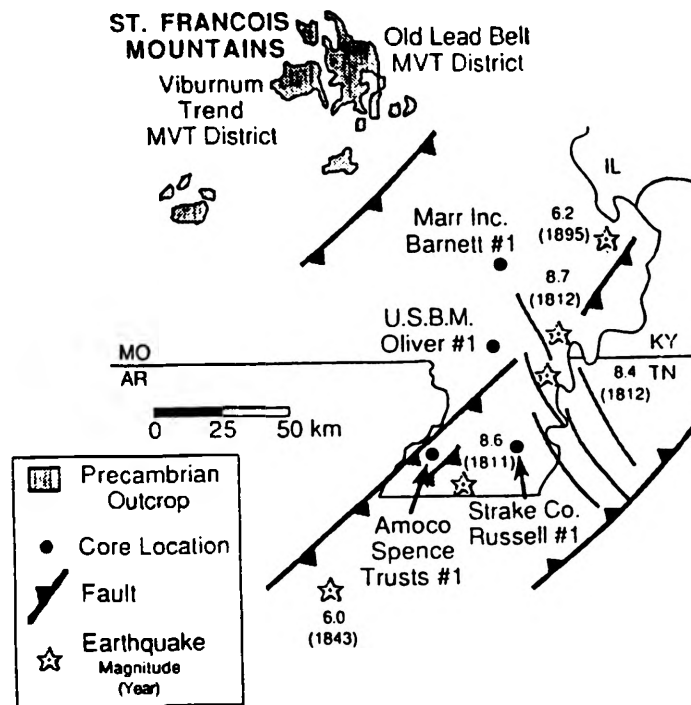 ST. FRANCOIS
MOUNTAINS
Old Lead Belt
MVT District
Viburnum
Trend
MVT District
IL
Marr Inc.
Barnett #1
6.2
(1895)
8.7
(1812)
U.S.B.M.
Oliver #1
MO
AR
KY
TN
8.4
(1812)
0 25 50 km
8.6
(1811)
Amoco
Spence
Trusts #1
Strake Co.
Russell #1
6.0
(1843)
Precambrian
Outcrop
Core Location
Fault
Earthquake
Magnitude
(Year)